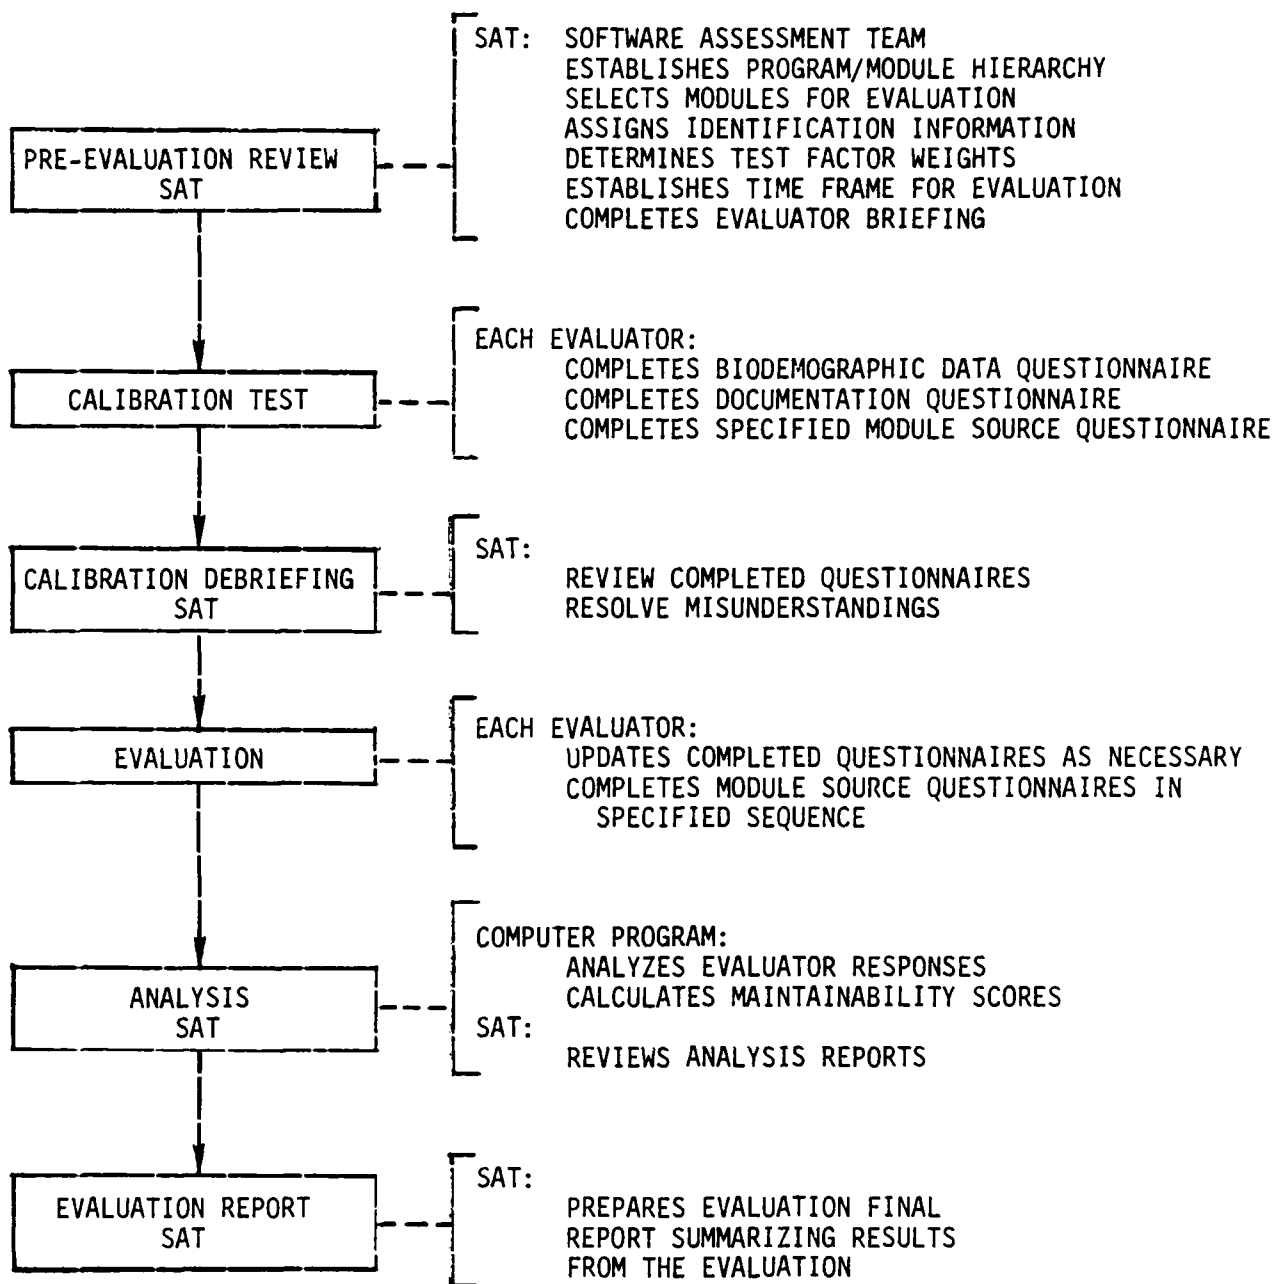 SAT: SOFTWARE ASSESSMENT TEAM
ESTABLISHES PROGRAM/MODULE HIERARCHY
SELECTS MODULES FOR EVALUATION
ASSIGNS IDENTIFICATION INFORMATION
DETERMINES TEST FACTOR WEIGHTS
ESTABLISHES TIME FRAME FOR EVALUATION
COMPLETES EVALUATOR BRIEFING
PRE-EVALUATION REVIEW
SAT
EACH EVALUATOR:
COMPLETES BIODEMOGRAPHIC DATA QUESTIONNAIRE
COMPLETES DOCUMENTATION QUESTIONNAIRE
COMPLETES SPECIFIED MODULE SOURCE QUESTIONNAIRE
CALIBRATION TEST
SAT:
REVIEW COMPLETED QUESTIONNAIRES
RESOLVE MISUNDERSTANDINGS
CALIBRATION DEBRIEFING
SAT
EACH EVALUATOR:
UPDATES COMPLETED QUESTIONNAIRES AS NECESSARY
COMPLETES MODULE SOURCE QUESTIONNAIRES IN
SPECIFIED SEQUENCE
EVALUATION
COMPUTER PROGRAM:
ANALYZES EVALUATOR RESPONSES
CALCULATES MAINTAINABILITY SCORES
SAT:
REVIEWS ANALYSIS REPORTS
ANALYSIS
SAT
SAT:
PREPARES EVALUATION FINAL
REPORT SUMMARIZING RESULTS
FROM THE EVALUATION
EVALUATION REPORT
SAT